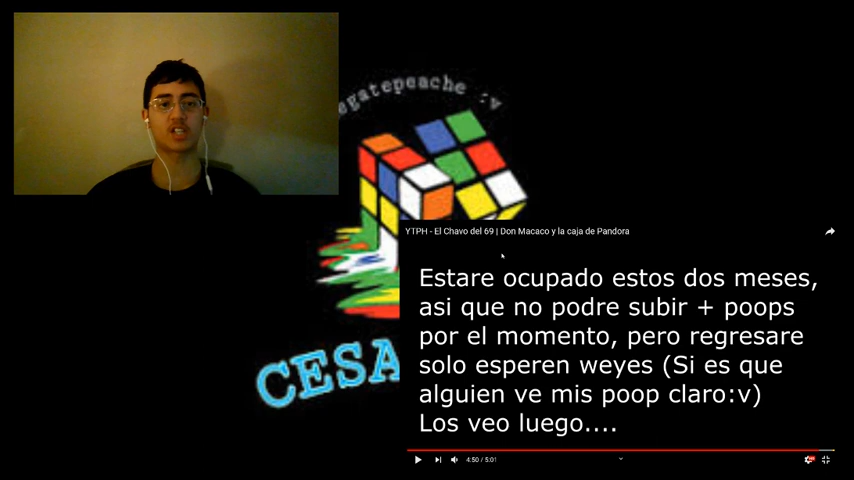 egatepeache :v
YTPH - El Chavo del 69 | Don Macaco y la caja de Pandora
Estare ocupado estos dos meses,
asi que no podre subir + poops
por el momento, pero regresare
solo esperen weyes (Si es que
alguien ve mis poop claro:v)
Los veo luego....
CESA
4:50 / 5:01